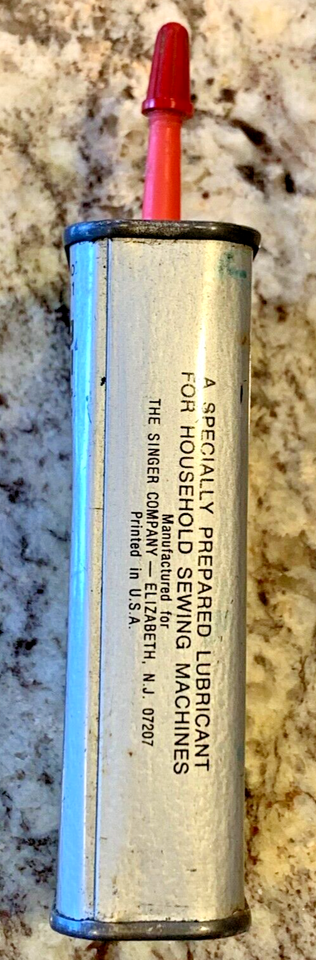 A SPECIALLY PREPARED LUBRICANT
FOR HOUSEHOLD SEWING MACHINES
Manufactured for
THE SINGER COMPANY — ELIZABETH, N.J. 07207
Printed in U.S.A.